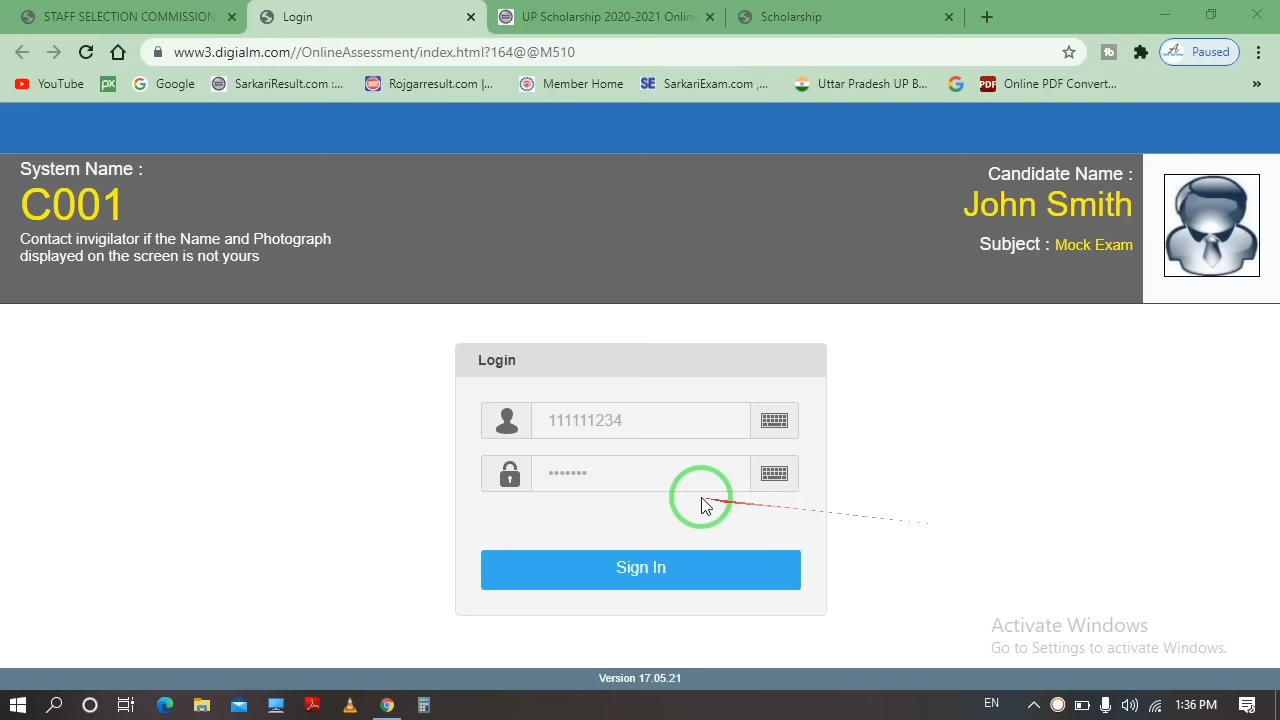 STAFF SELECTION COMMISSION
Login
UP Scholarship 2020-2021 Onlin
Scholarship
www3.digialm.com//OnlineAssessment/index.html?164@@M510
Paused
YouTube
Google
SarkariResult.com :...
Rojgarresult.com |...
Member Home
SarkariExam.com ,...
Uttar Pradesh UP B...
Online PDF Convert...
System Name :
C001
Contact invigilator if the Name and Photograph
displayed on the screen is not yours
Candidate Name :
John Smith
Subject : Mock Exam
Login
111111234
•••••••
Sign In
Activate Windows
Go to Settings to activate Windows.
Version 17.05.21
EN
1:36 PM